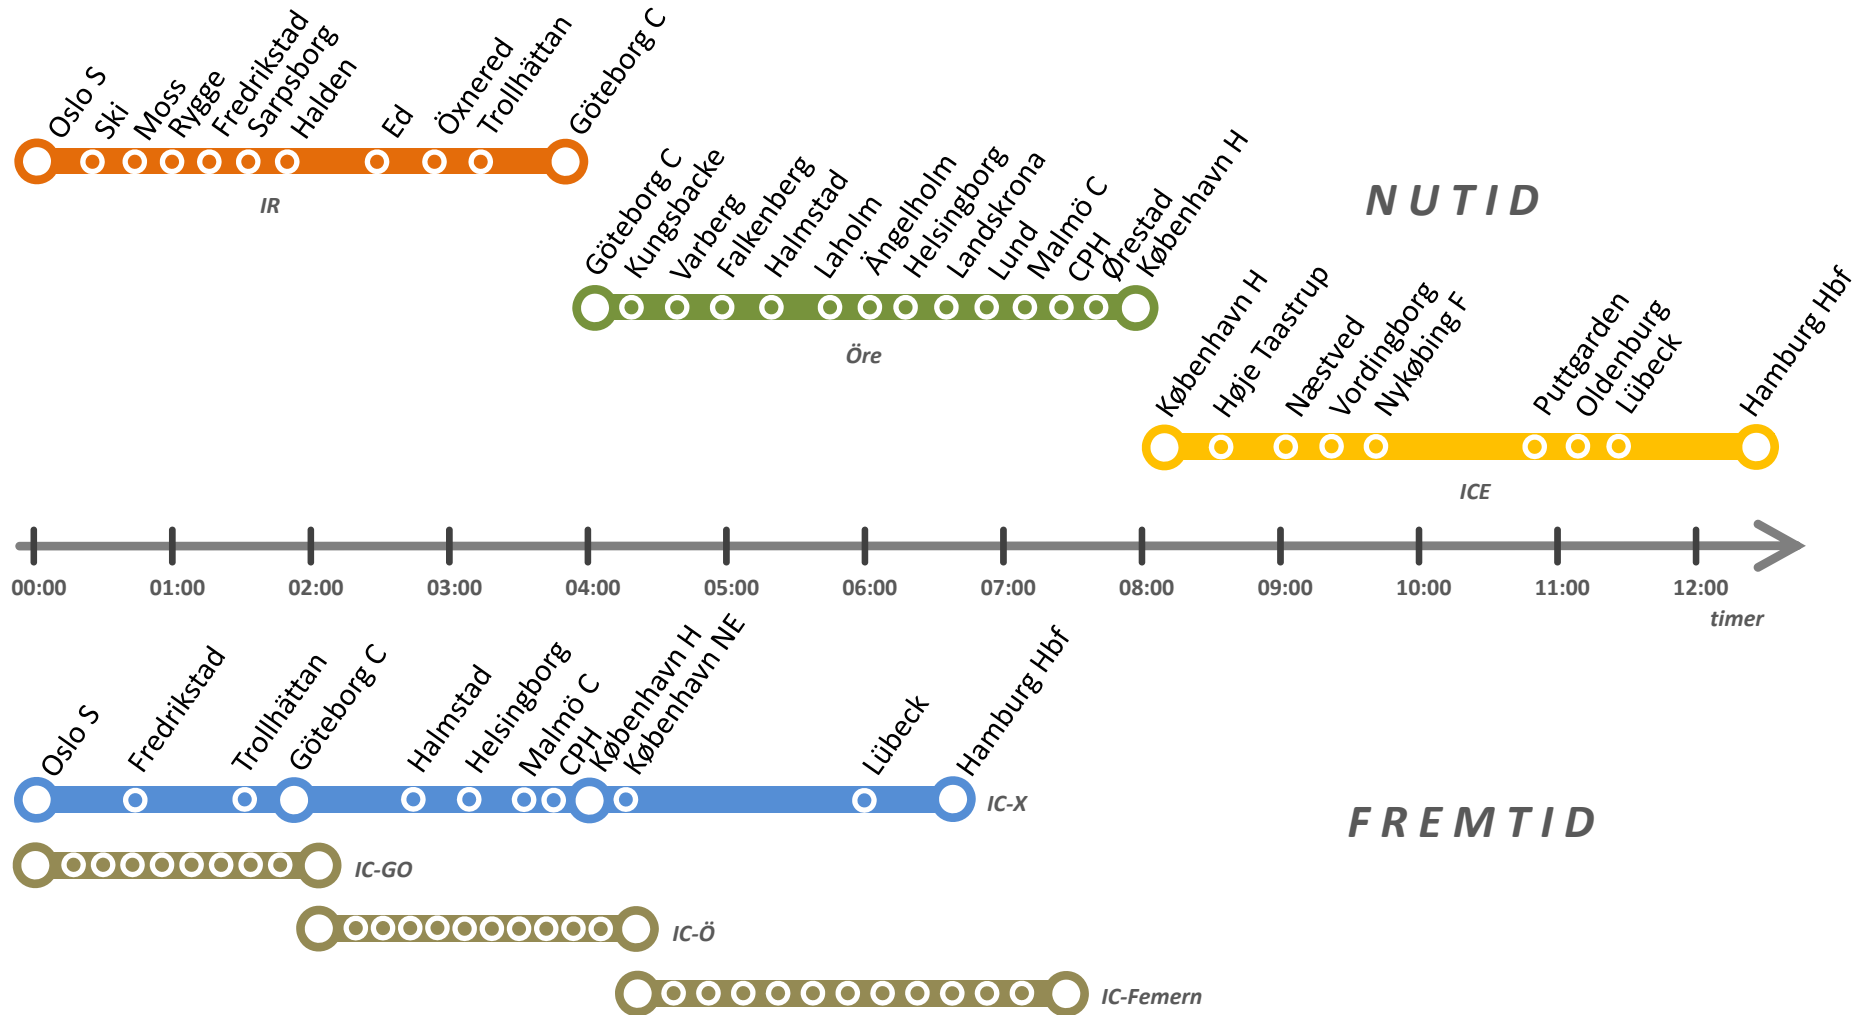 Oslo S
Ski
Moss
Rygge
Fredrikstad
Sarpsborg
Halden
Ed
Öxnered
Trollhättan
Göteborg C
IR
Göteborg C
Kungsbacke
Varberg
Falkenberg
Halmstad
Laholm
Ängelholm
Helsingborg
Landskrona
Lund
Malmö C
CPH
Ørestad
København H
Öre
NUTID
København H
Høje Taastrup
Næstved
Vordingborg
Nykøbing F
Puttgarden
Oldenburg
Lübeck
Hamburg Hbf
ICE
00:00
01:00
02:00
03:00
04:00
05:00
06:00
07:00
08:00
09:00
10:00
11:00
12:00
timer
Oslo S
Fredrikstad
Trollhättan
Göteborg C
Halmstad
Helsingborg
Malmö C
CPH
København H
København NE
Lübeck
Hamburg Hbf
IC-X
FREMTID
IC-GO
IC-Ö
IC-Femern